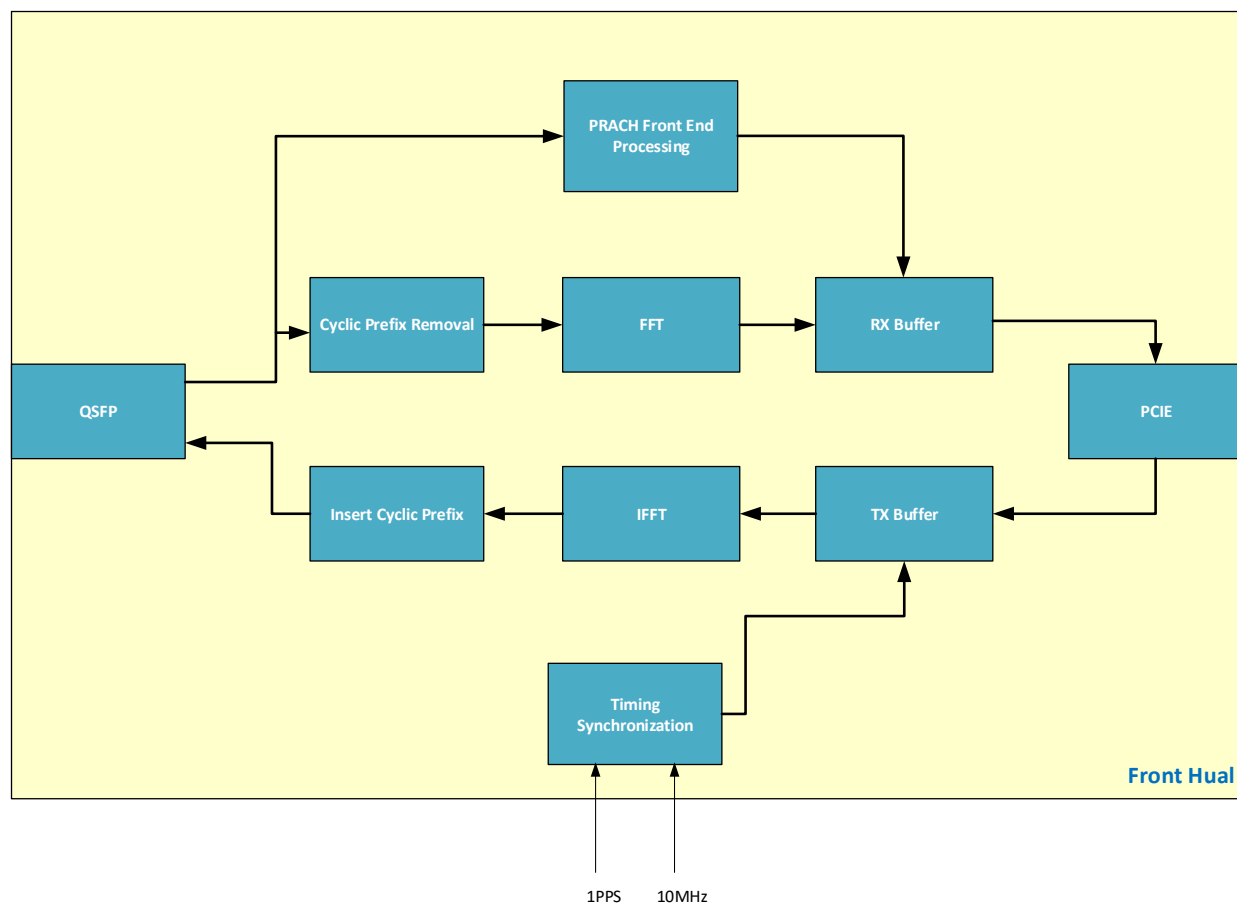 PRACH Front End
Processing
Cyclic Prefix Removal
FFT
RX Buffer
QSFP
PCIE
Insert Cyclic Prefix
IFFT
TX Buffer
Timing
Synchronization
Front Hual
1PPS
10MHz